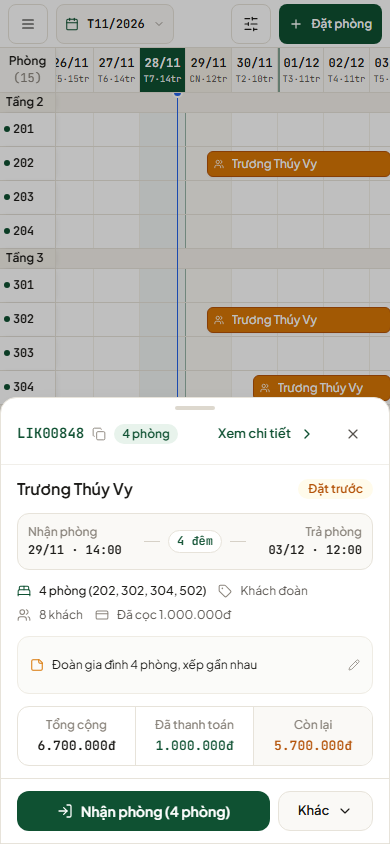 T11/2026
Đặt phòng
Phòng (15)
26/11 27/11 28/11 29/11 30/11 01/12 02/12 03
5·15tr T6·14tr T7·14tr CN·12tr T2·10tr T3·11tr T4·11tr T5·
Tầng 2
201
202 Trương Thúy Vy
203
204
Tầng 3
301
302 Trương Thúy Vy
303
304 Trương Thúy Vy
LIK00848 4 phòng Xem chi tiết
Trương Thúy Vy Đặt trước
Nhận phòng Trả phòng
29/11 · 14:00 4 đêm 03/12 · 12:00
4 phòng (202, 302, 304, 502) Khách đoàn
8 khách Đã cọc 1.000.000đ
Đoàn gia đình 4 phòng, xếp gần nhau
Tổng cộng Đã thanh toán Còn lại
6.700.000đ 1.000.000đ 5.700.000đ
Nhận phòng (4 phòng) Khác